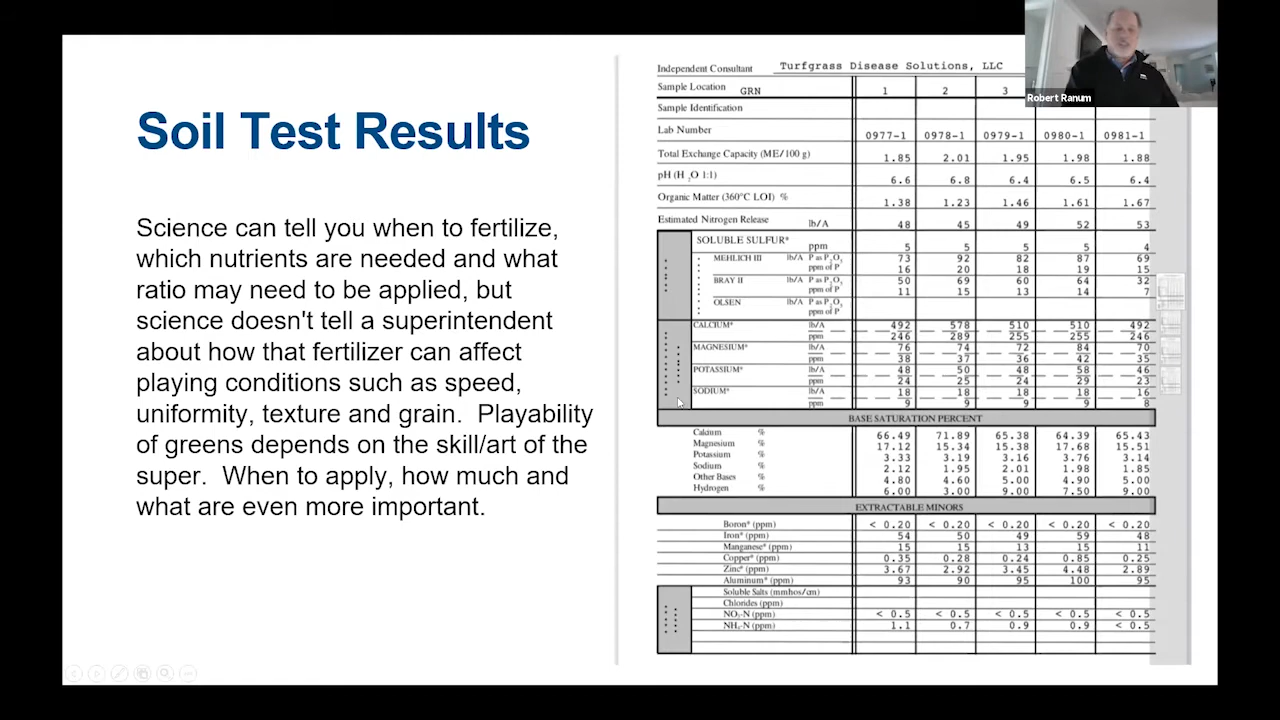 Soil Test Results
Science can tell you when to fertilize,
which nutrients are needed and what
ratio may need to be applied, but
science doesn't tell a superintendent
about how that fertilizer can affect
playing conditions such as speed,
uniformity, texture and grain.  Playability
of greens depends on the skill/art of the
super.  When to apply, how much and
what are even more important.
Robert Ranum
Independent Consultant Turfgrass Disease Solutions, LLC
Sample Location GRN 1 2 3
Sample Identification
Lab Number 0977-1 0978-1 0979-1 0980-1 0981-1
Total Exchange Capacity (ME/100 g) 1.85 2.01 1.95 1.98 1.88
pH (H₂O 1:1) 6.6 6.8 6.4 6.5 6.4
Organic Matter (360°C LOI) % 1.38 1.23 1.46 1.61 1.67
Estimated Nitrogen Release lb/A 48 45 49 52 53
SOLUBLE SULFUR* ppm 5 5 5 5 4
MEHLICH III lb/A P as P₂O₅ 73 92 82 87 69
ppm of P 16 20 18 19 15
BRAY II lb/A P as P₂O₅ 50 69 60 64 32
ppm of P 11 15 13 14 7
OLSEN lb/A P as P₂O₅
ppm of P
CALCIUM* lb/A 492 578 510 510 492
ppm 246 289 255 255 246
MAGNESIUM* lb/A 76 74 72 84 70
ppm 38 37 36 42 35
POTASSIUM* lb/A 48 50 48 58 46
ppm 24 25 24 29 23
SODIUM* lb/A 18 18 18 18 16
ppm 9 9 9 9 8
BASE SATURATION PERCENT
Calcium % 66.49 71.89 65.38 64.39 65.43
Magnesium % 17.12 15.34 15.38 17.68 15.51
Potassium % 3.33 3.19 3.16 3.76 3.14
Sodium % 2.12 1.95 2.01 1.98 1.85
Other Bases % 4.80 4.60 5.00 4.90 5.00
Hydrogen % 6.00 3.00 9.00 7.50 9.00
EXTRACTABLE MINORS
Boron* (ppm) < 0.20 < 0.20 < 0.20 < 0.20 < 0.20
Iron* (ppm) 54 50 49 59 48
Manganese* (ppm) 15 15 13 15 11
Copper* (ppm) 0.35 0.28 0.24 0.85 0.25
Zinc* (ppm) 3.67 2.92 3.45 4.48 2.89
Aluminum* (ppm) 93 90 95 100 95
Soluble Salts (mmhos/cm)
Chlorides (ppm)
NO₃-N (ppm) < 0.5 < 0.5 < 0.5 < 0.5 < 0.5
NH₄-N (ppm) 1.1 0.7 0.9 0.9 < 0.5